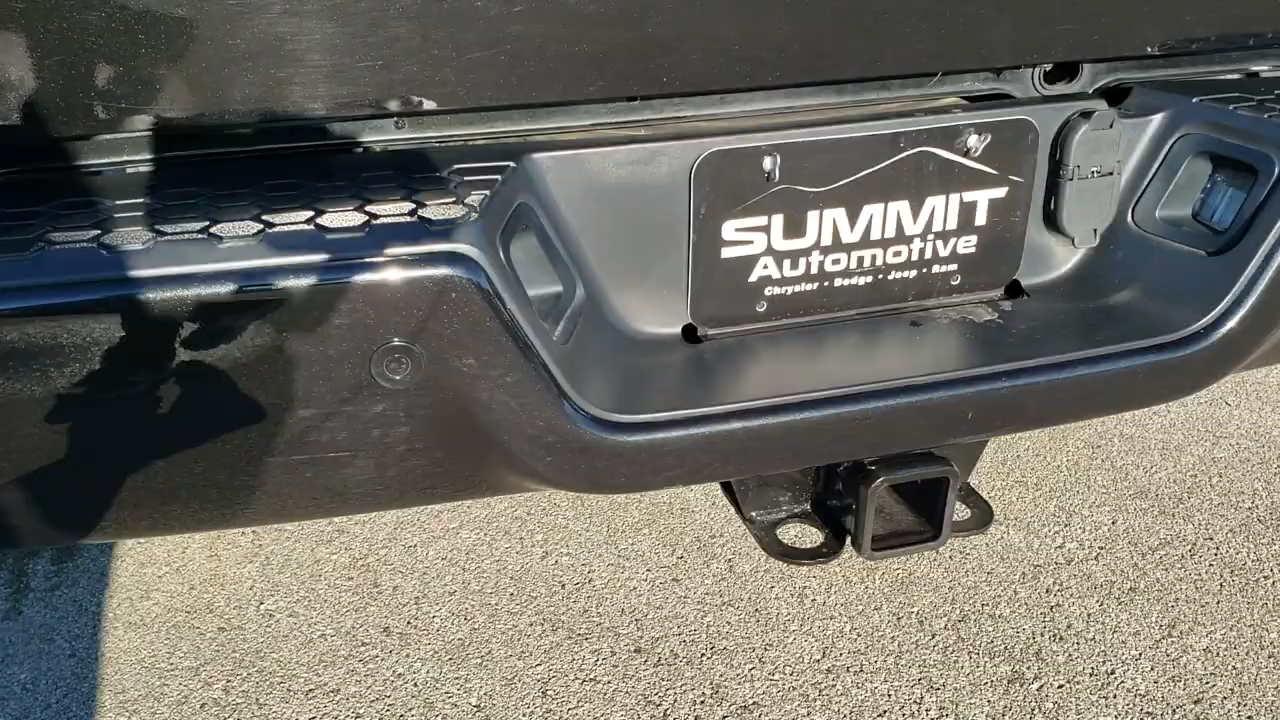 SUMMIT
Automotive
Chrysler • Dodge • Jeep • Ram